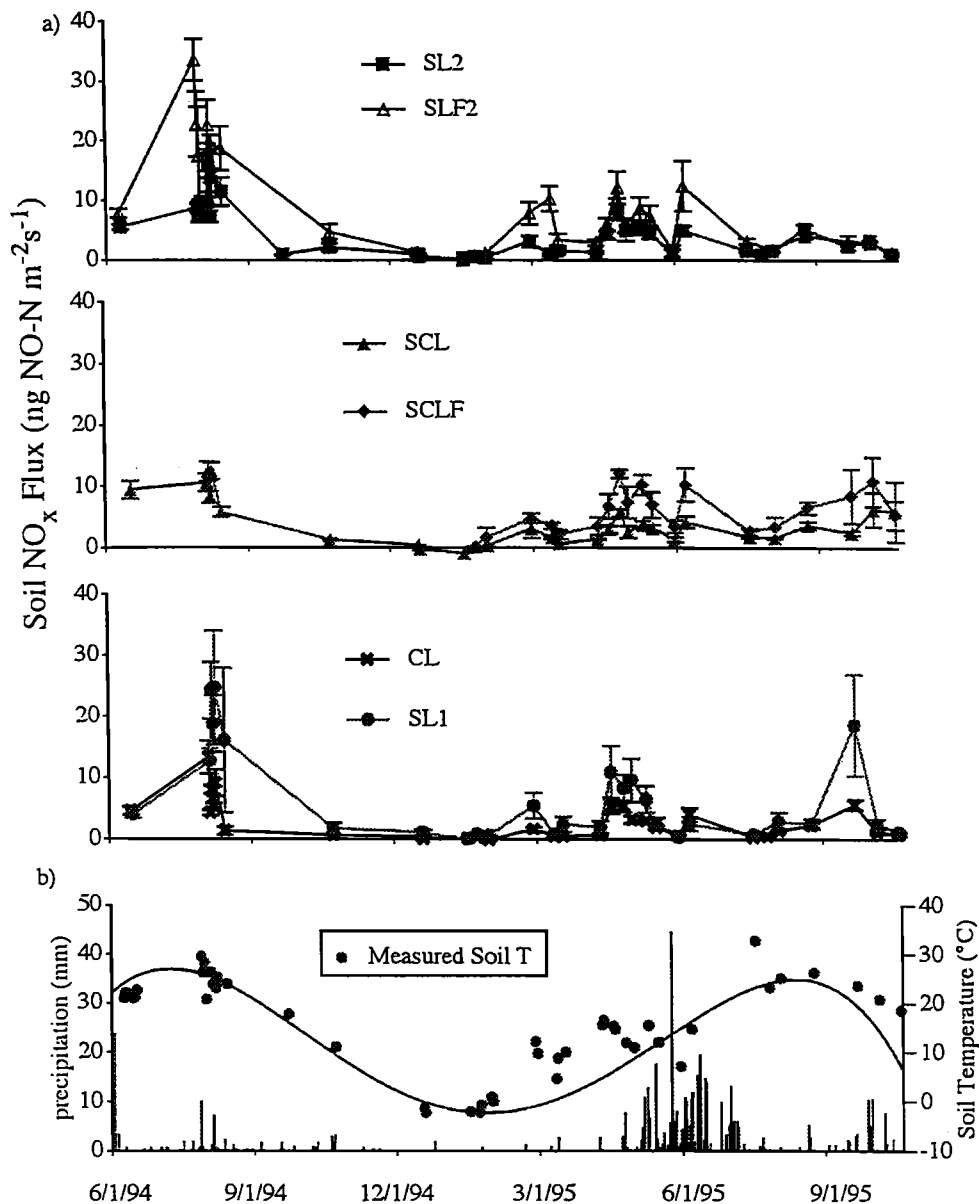 a)
Soil NOx Flux (ng NO-N m-2s-1)
40
30
20
10
0
SL2
SLF2
40
30
20
10
0
SCL
SCLF
40
30
20
10
0
CL
SL1
b)
precipitation (mm)
50
40
30
20
10
0
Measured Soil T
40
30
20
10
0
-10
Soil Temperature (°C)
6/1/94 9/1/94 12/1/94 3/1/95 6/1/95 9/1/95